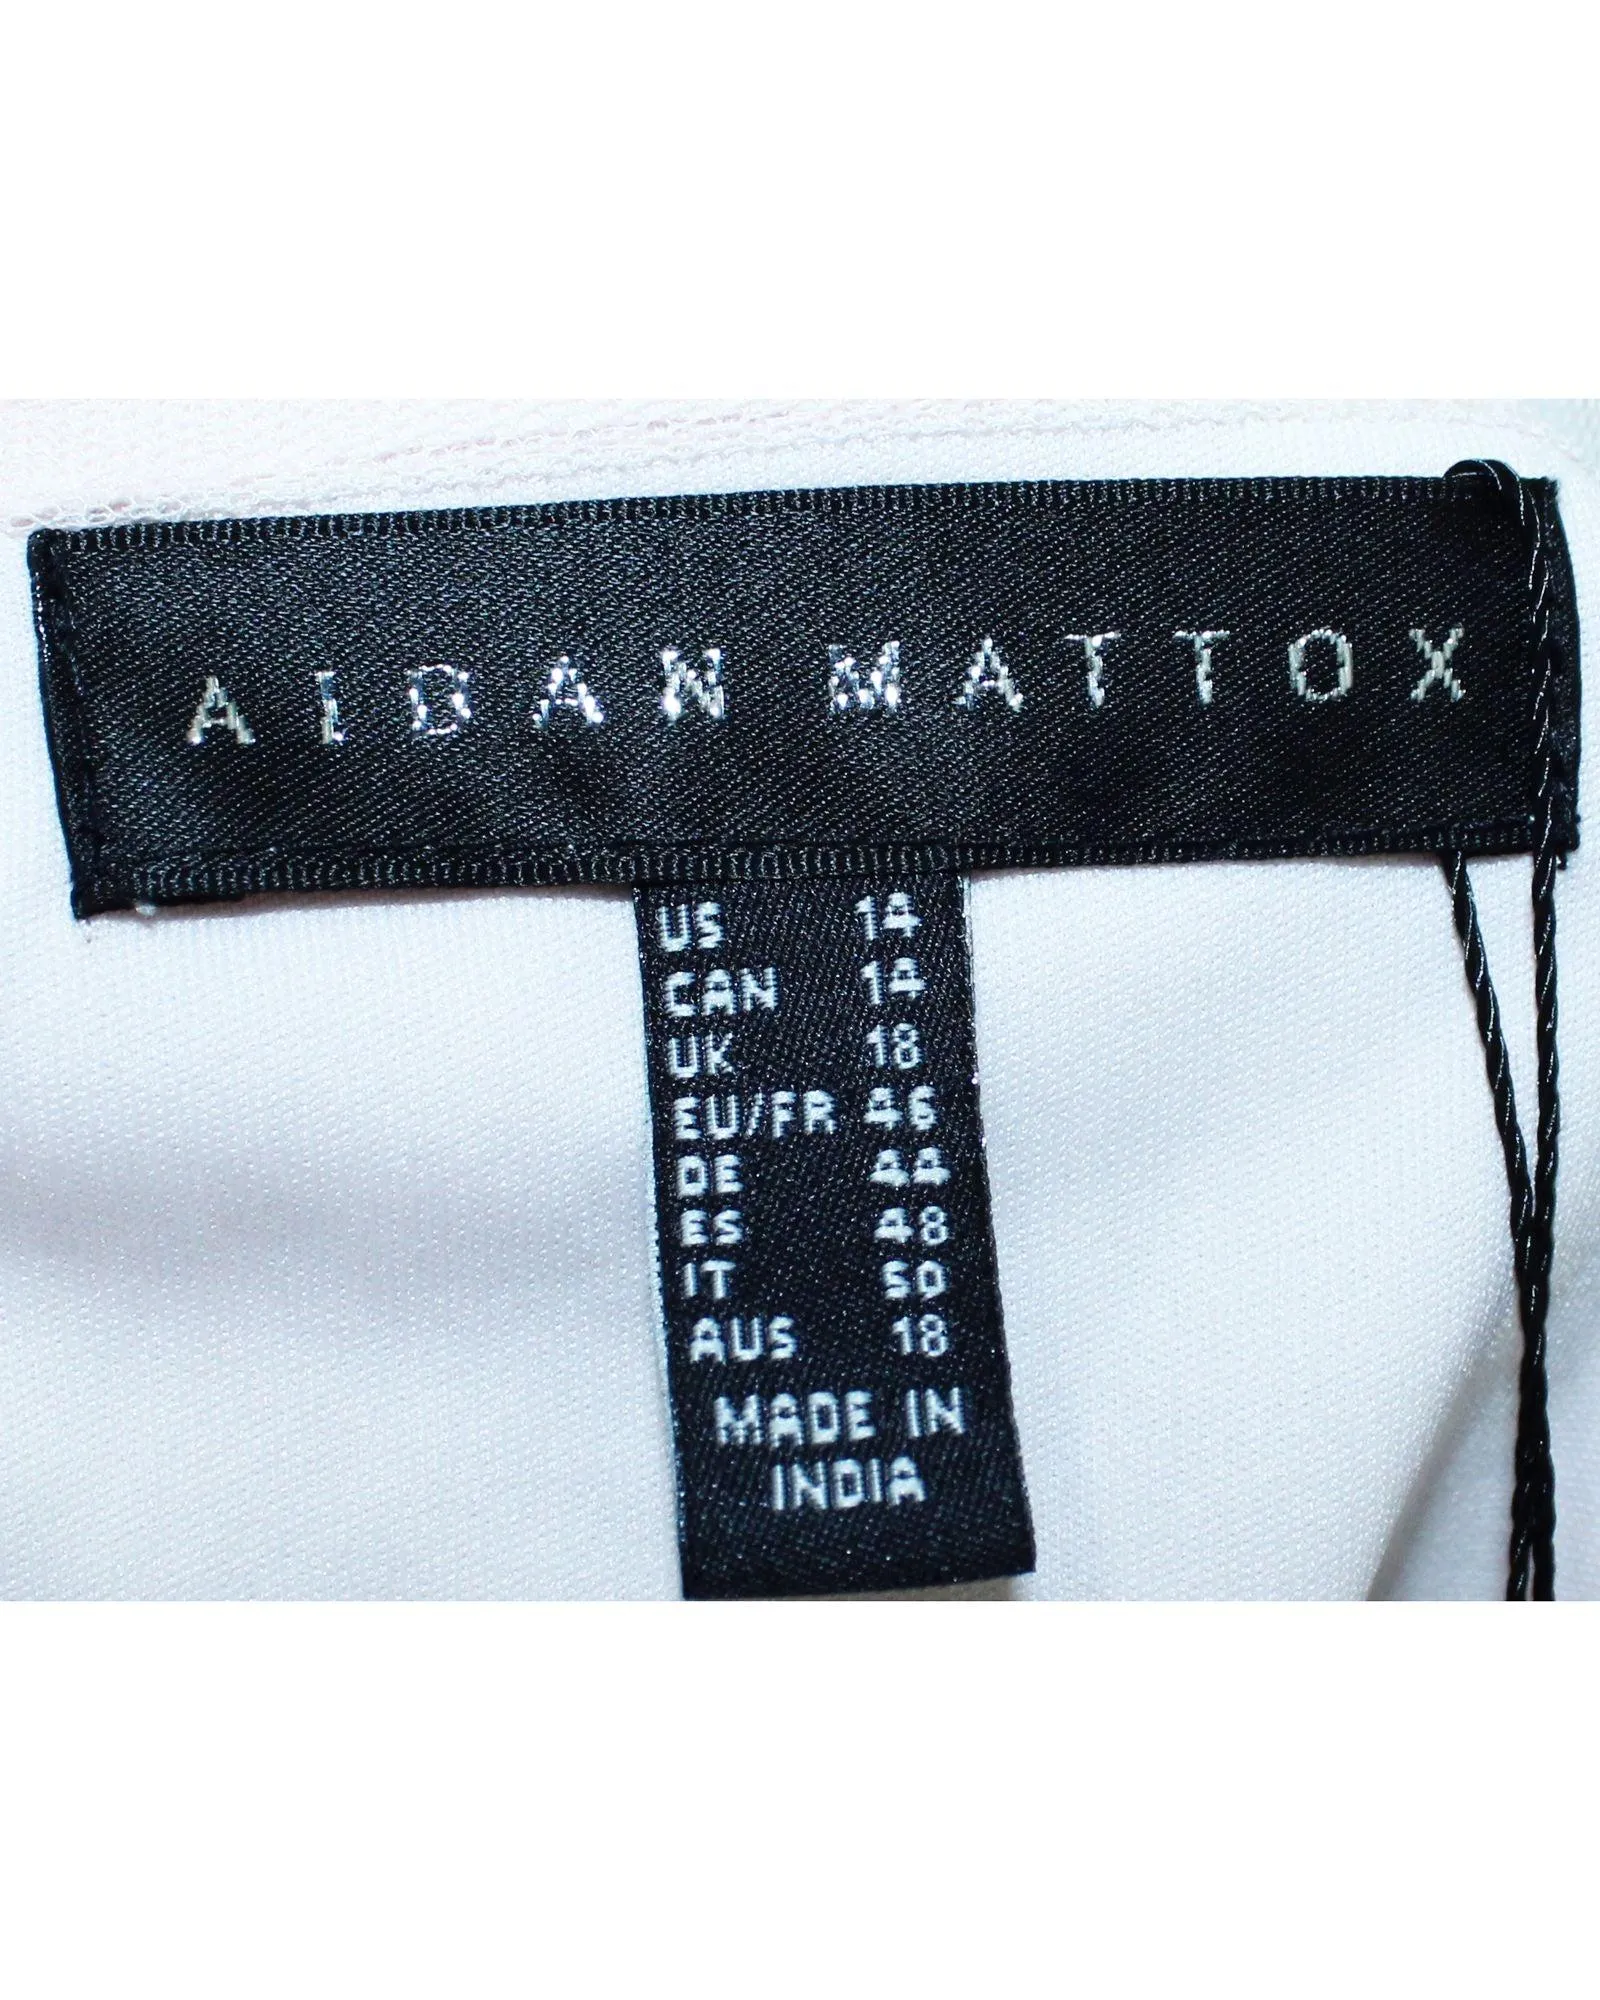 AIDAN MATTOX
US 14
CAN 14
UK 18
EU/FR 46
DE 44
ES 48
IT 50
AUS 18
MADE IN
INDIA